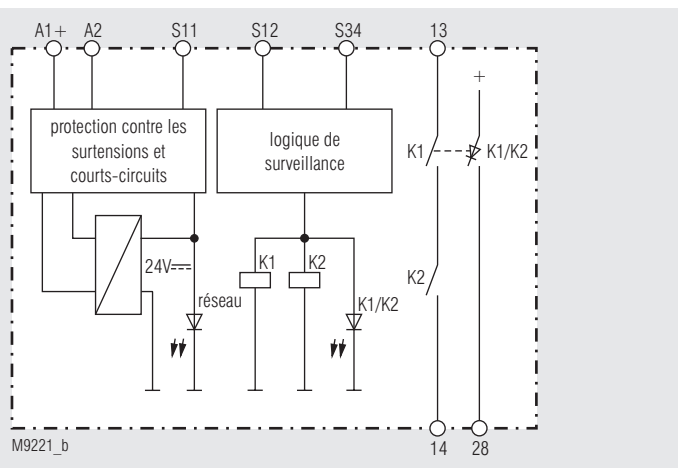 A1+ A2 S11 S12 S34 13
+
protection contre les
surtensions et
courts-circuits
logique de
surveillance
K1 K1/K2
24V
K1 K2
K2
réseau
K1/K2
M9221_b
14 28